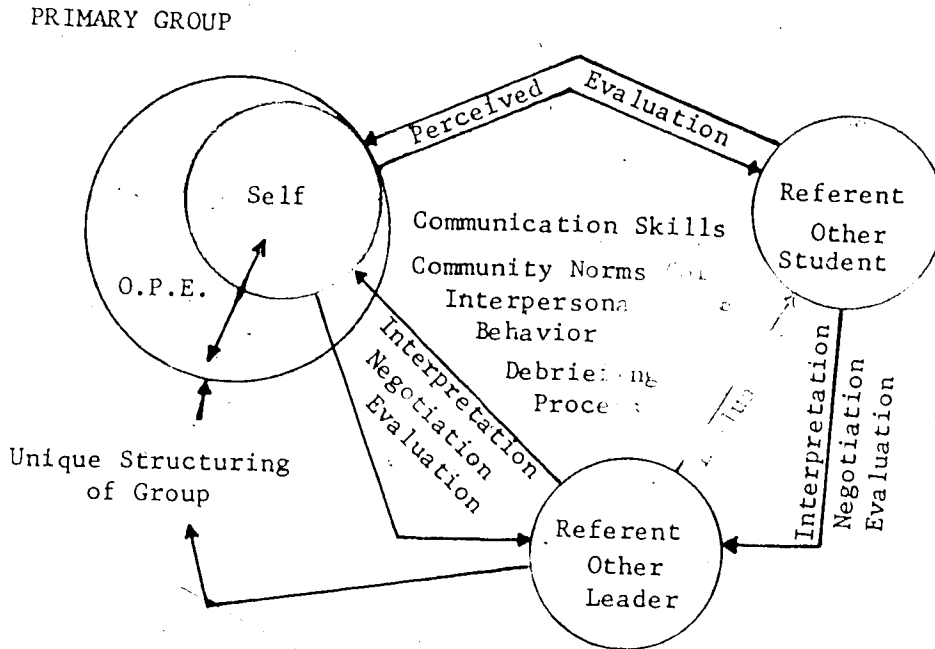 PRIMARY GROUP
Perceived Evaluation
Self
Referent
Other
Student
O.P.E.
Communication Skills
Community Norms
Behavior
Process
Interpretation
Negotiation
Evaluation
Interpretation
Negotiation
Evaluation
Unique Structuring
of Group
Referent
Other
Leader